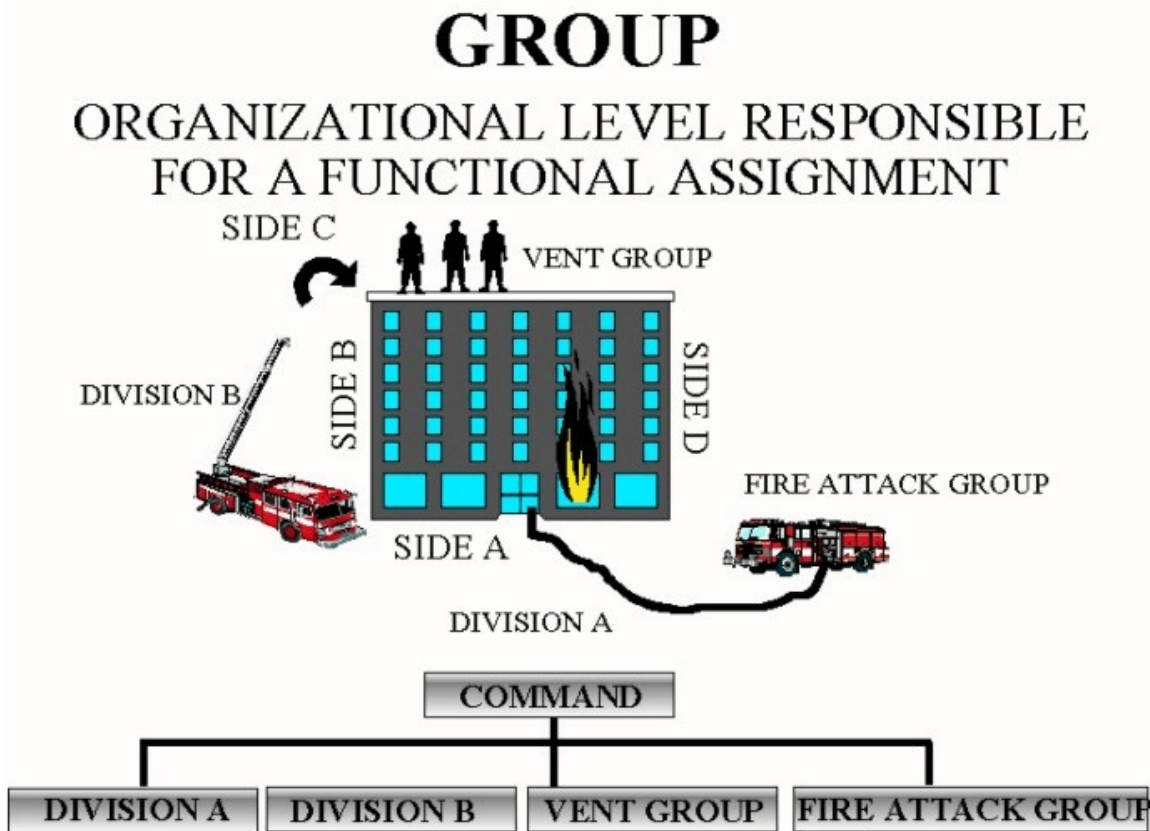 GROUP
ORGANIZATIONAL LEVEL RESPONSIBLE
FOR A FUNCTIONAL ASSIGNMENT
SIDE C
VENT GROUP
DIVISION B
SIDE B
SIDE D
FIRE ATTACK GROUP
SIDE A
DIVISION A
COMMAND
DIVISION A
DIVISION B
VENT GROUP
FIRE ATTACK GROUP